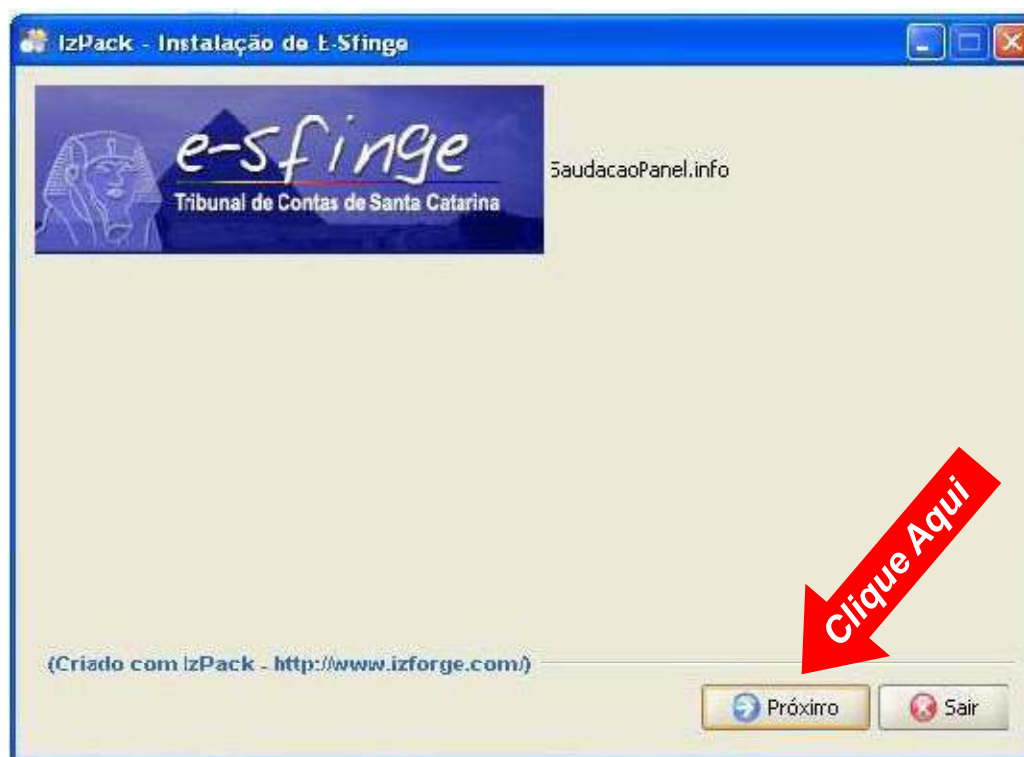 IzPack - Instalação de E-Sfinge
e-sfinge
Tribunal de Contas de Santa Catarina
SaudacaoPanel.info
Clique Aqui
(Criado com IzPack - http://www.izforge.com/)
Próximo
Sair